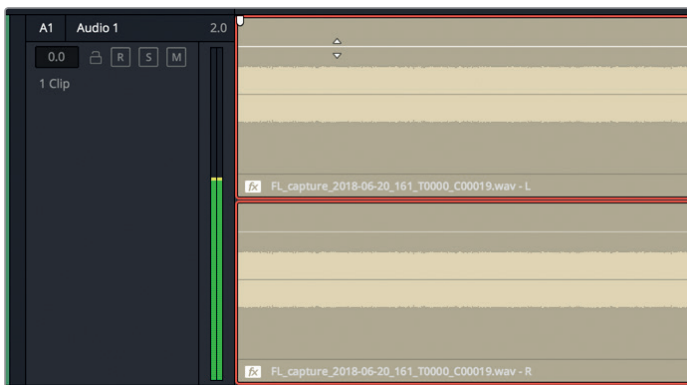 A1 Audio 1 2.0
0.0 R S M
1 Clip
fx FL_capture_2018-06-20_161_T0000_C00019.wav - L
fx FL_capture_2018-06-20_161_T0000_C00019.wav - R